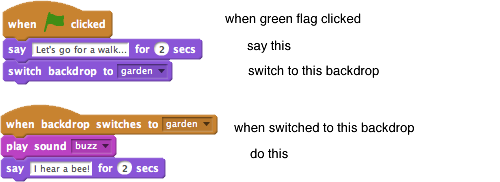 when clicked when green flag clicked
say Let's go for a walk... for 2 secs say this
switch backdrop to garden switch to this backdrop
when backdrop switches to garden when switched to this backdrop
play sound buzz do this
say I hear a bee! for 2 secs